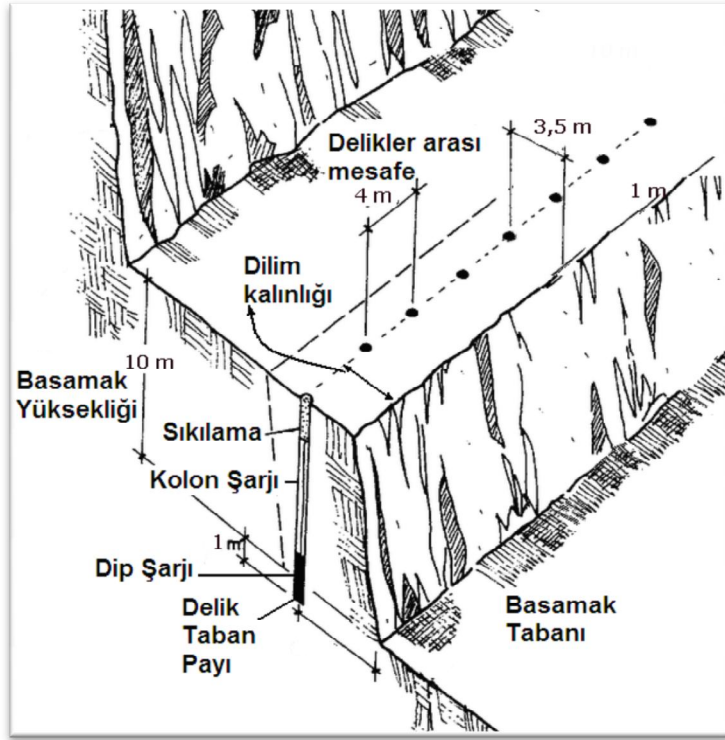 3,5 m
Delikler arası
mesafe
4 m
1 m
Dilim
kalınlığı
10 m
Basamak
Yüksekliği
Sıkılama
Kolon Şarjı
1 m
Dip Şarjı
Delik
Taban
Payı
Basamak
Tabanı